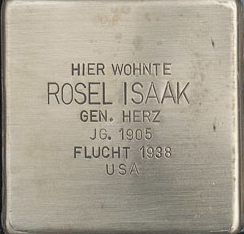 HIER WOHNTE
ROSEL ISAAK
GEN. HERZ
JG. 1905
FLUCHT 1938
USA